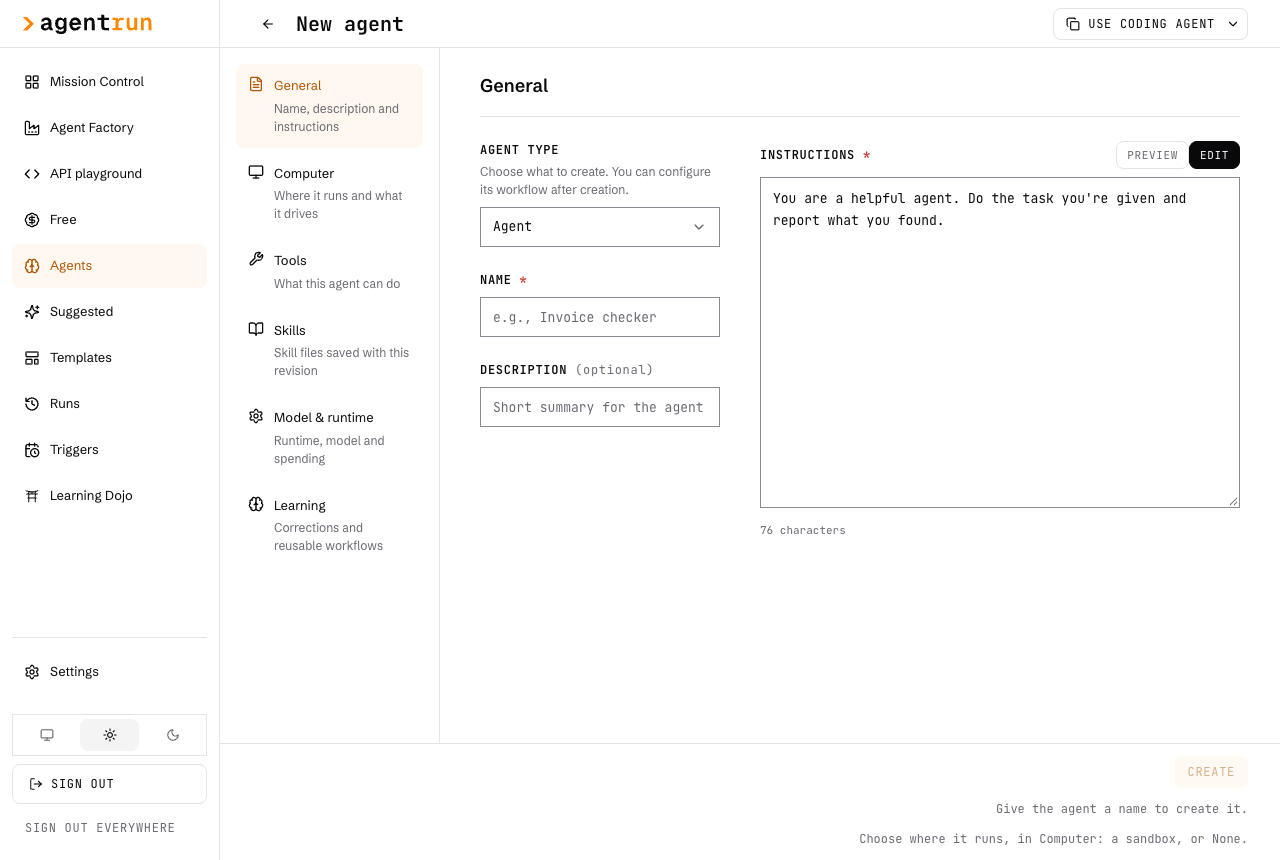 agentrun
Mission Control
Agent Factory
API playground
Free
Agents
Suggested
Templates
Runs
Triggers
Learning Dojo
Settings
SIGN OUT
SIGN OUT EVERYWHERE
New agent
USE CODING AGENT
General
Name, description and
instructions
Computer
Where it runs and what
it drives
Tools
What this agent can do
Skills
Skill files saved with this
revision
Model & runtime
Runtime, model and
spending
Learning
Corrections and
reusable workflows
General
AGENT TYPE
Choose what to create. You can configure
its workflow after creation.
Agent
NAME *
e.g., Invoice checker
DESCRIPTION (optional)
Short summary for the agent
INSTRUCTIONS *
PREVIEW
EDIT
You are a helpful agent. Do the task you're given and
report what you found.
76 characters
CREATE
Give the agent a name to create it.
Choose where it runs, in Computer: a sandbox, or None.